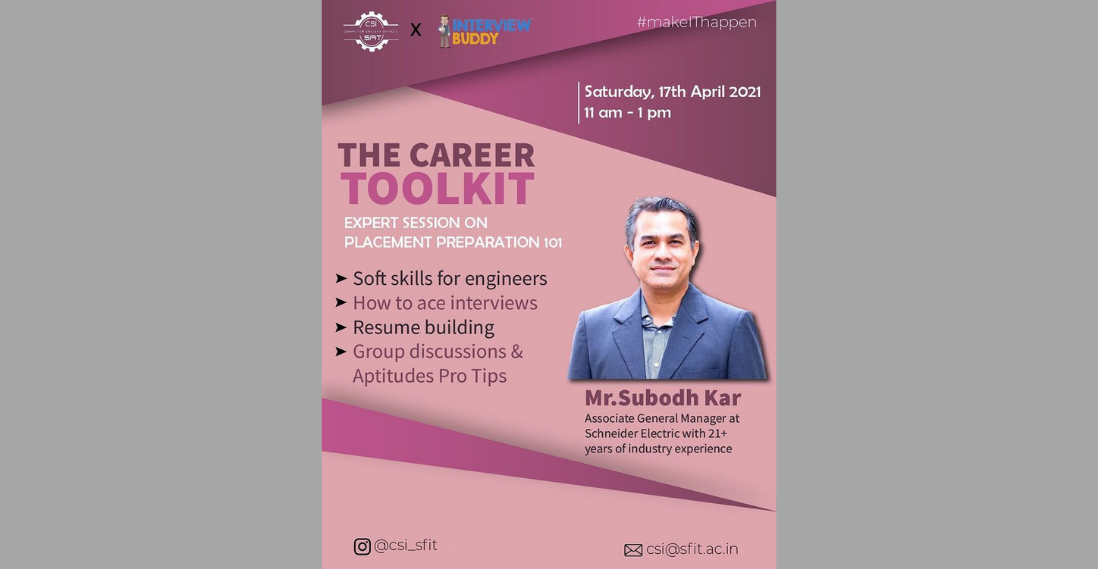 CSI
SFIT
X
INTERVIEW
BUDDY
#makeIThappen
Saturday, 17th April 2021
11 am - 1 pm
THE CAREER
TOOLKIT
EXPERT SESSION ON
PLACEMENT PREPARATION 101
➤ Soft skills for engineers
➤ How to ace interviews
➤ Resume building
➤ Group discussions &
Aptitudes Pro Tips
Mr.Subodh Kar
Associate General Manager at
Schneider Electric with 21+
years of industry experience
@csi_sfit
csi@sfit.ac.in